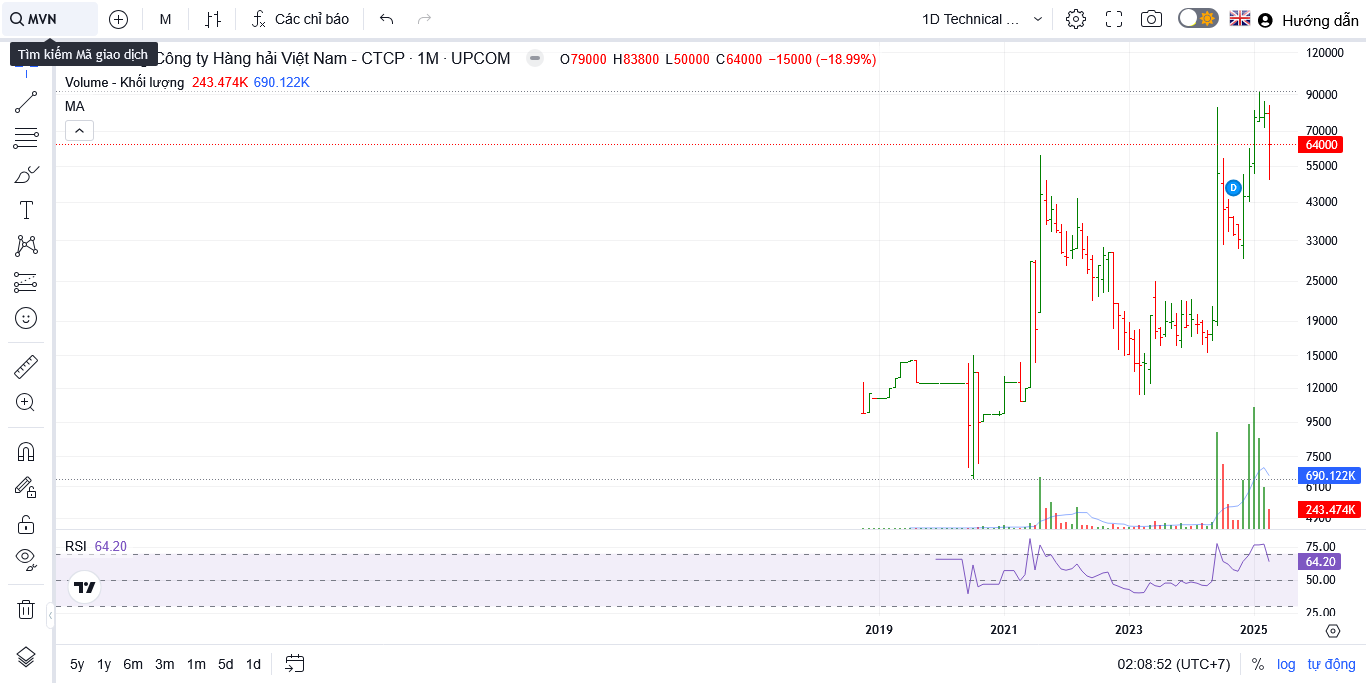 MVN
M
Các chỉ báo
1D Technical ...
Hướng dẫn
Tìm kiếm Mã giao dịch
Công ty Hàng hải Việt Nam - CTCP · 1M · UPCOM
O79000 H83800 L50000 C64000 −15000 (−18.99%)
Volume - Khối lượng 243.474K 690.122K
MA
120000
90000
70000
64000
55000
43000
33000
25000
19000
15000
12000
9500
7500
690.122K
6100
243.474K
4900
D
RSI 64.20
75.00
64.20
50.00
25.00
2019 2021 2023 2025
5y 1y 6m 3m 1m 5d 1d
02:08:52 (UTC+7)
% log tự động